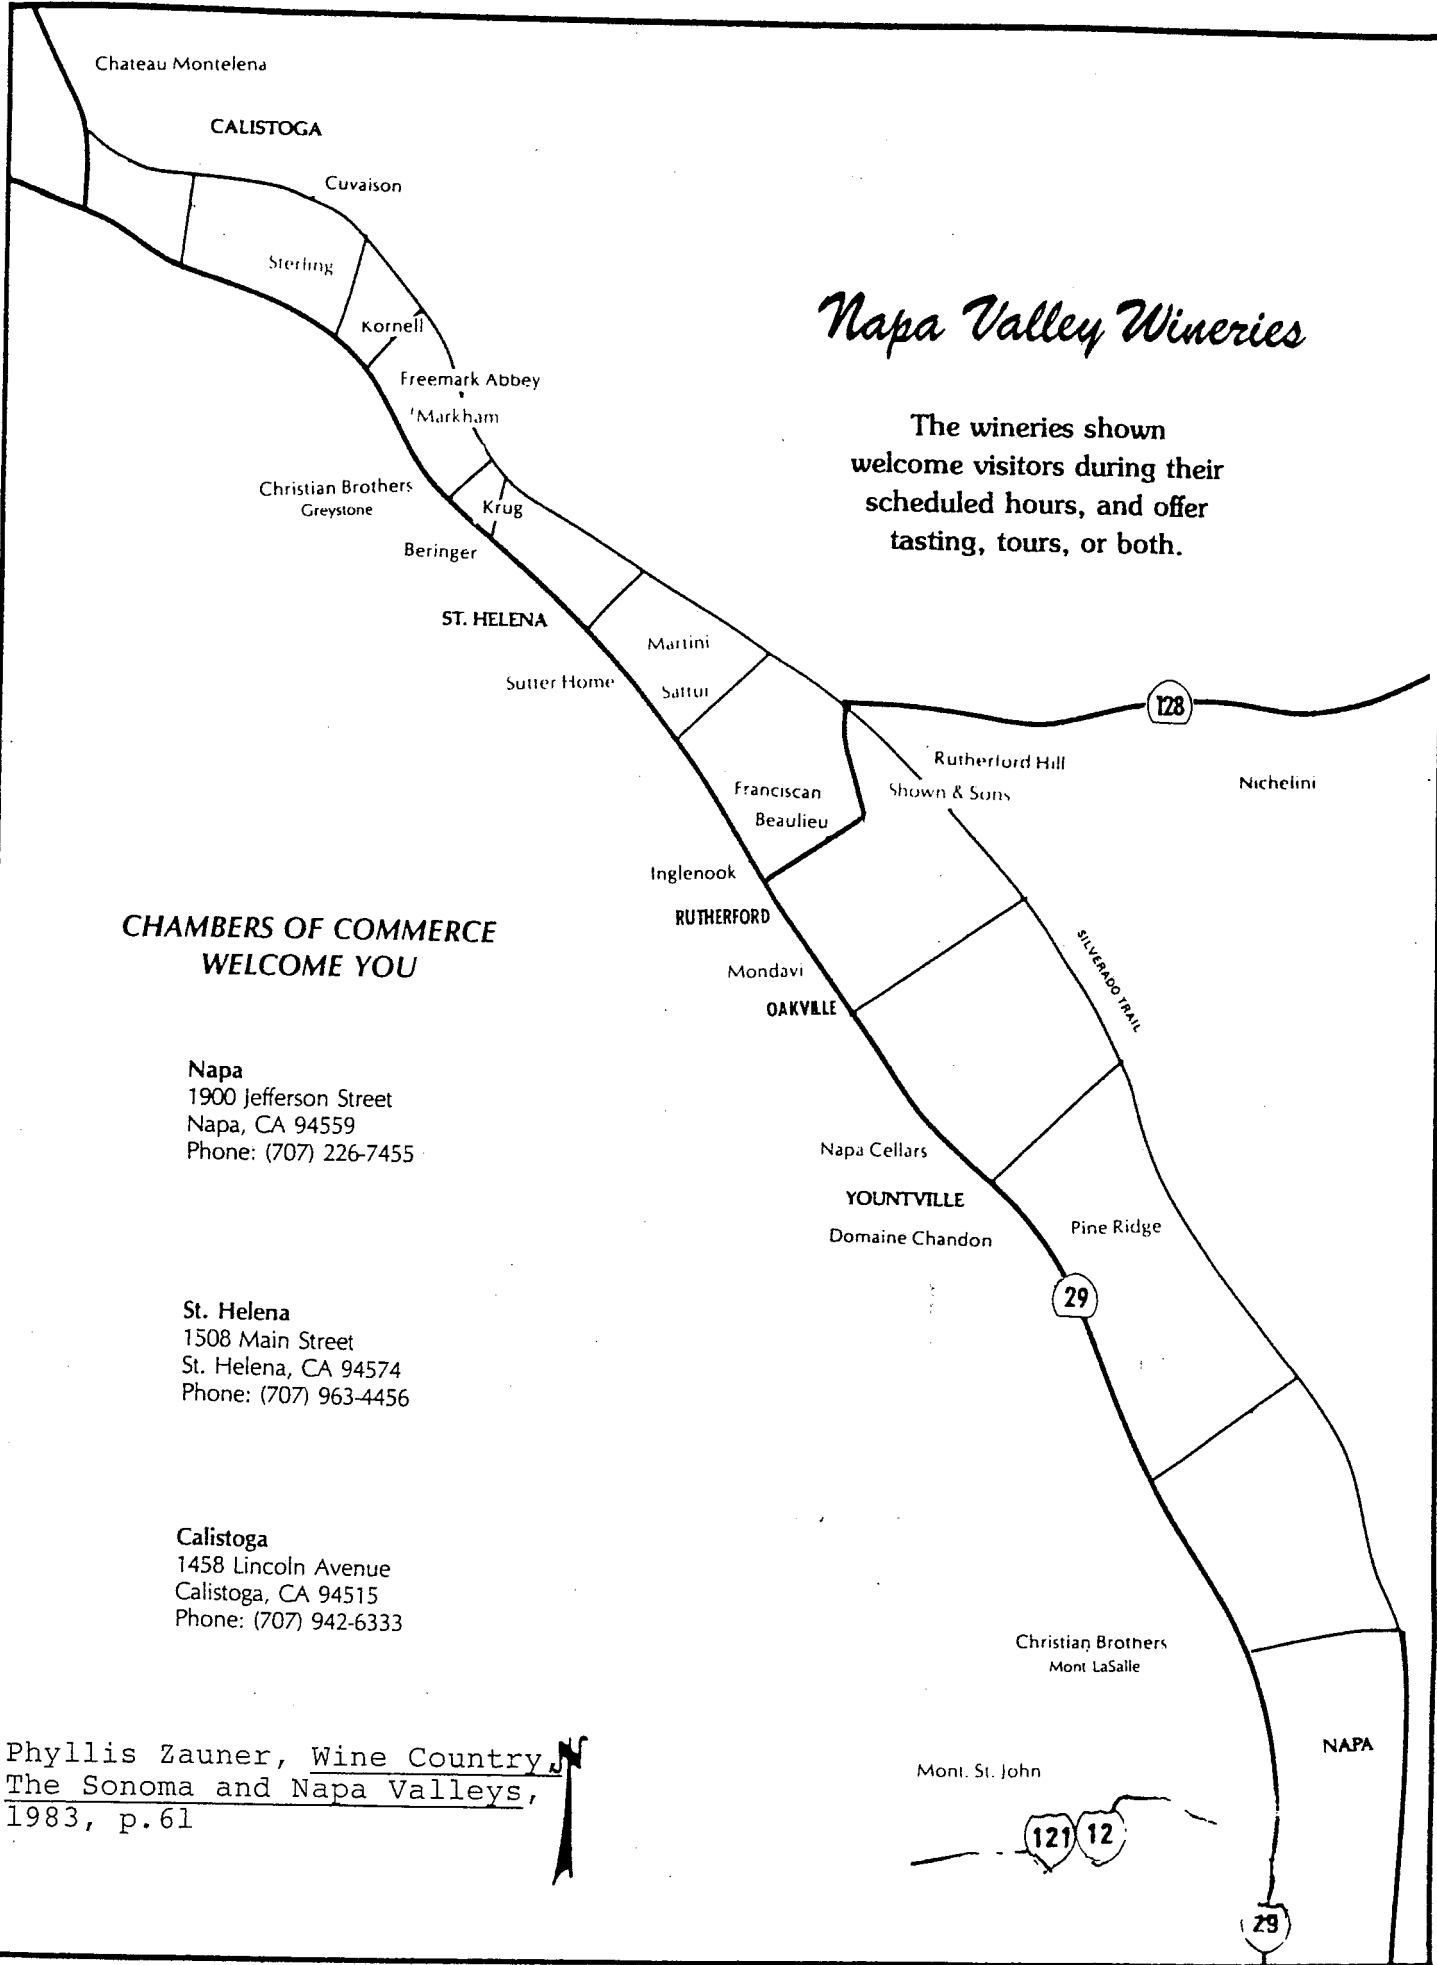 Chateau Montelena
CALISTOGA
Cuvaison
Sterling
Kornell
Freemark Abbey
Markham
Christian Brothers
Greystone
Krug
Beringer
ST. HELENA
Martini
Sutter Home
Sattui
Napa Valley Wineries
The wineries shown
welcome visitors during their
scheduled hours, and offer
tasting, tours, or both.
128
Rutherford Hill
Nichelini
Shown & Sons
Franciscan
Beaulieu
Inglenook
RUTHERFORD
Mondavi
OAKVILLE
SILVERADO TRAIL
Napa Cellars
YOUNTVILLE
Domaine Chandon
Pine Ridge
29
CHAMBERS OF COMMERCE
WELCOME YOU
Napa
1900 Jefferson Street
Napa, CA 94559
Phone: (707) 226-7455
St. Helena
1508 Main Street
St. Helena, CA 94574
Phone: (707) 963-4456
Calistoga
1458 Lincoln Avenue
Calistoga, CA 94515
Phone: (707) 942-6333
Christian Brothers
Mont LaSalle
NAPA
Mont. St. John
121
12
29
N
Phyllis Zauner, Wine Country,
The Sonoma and Napa Valleys,
1983, p.61